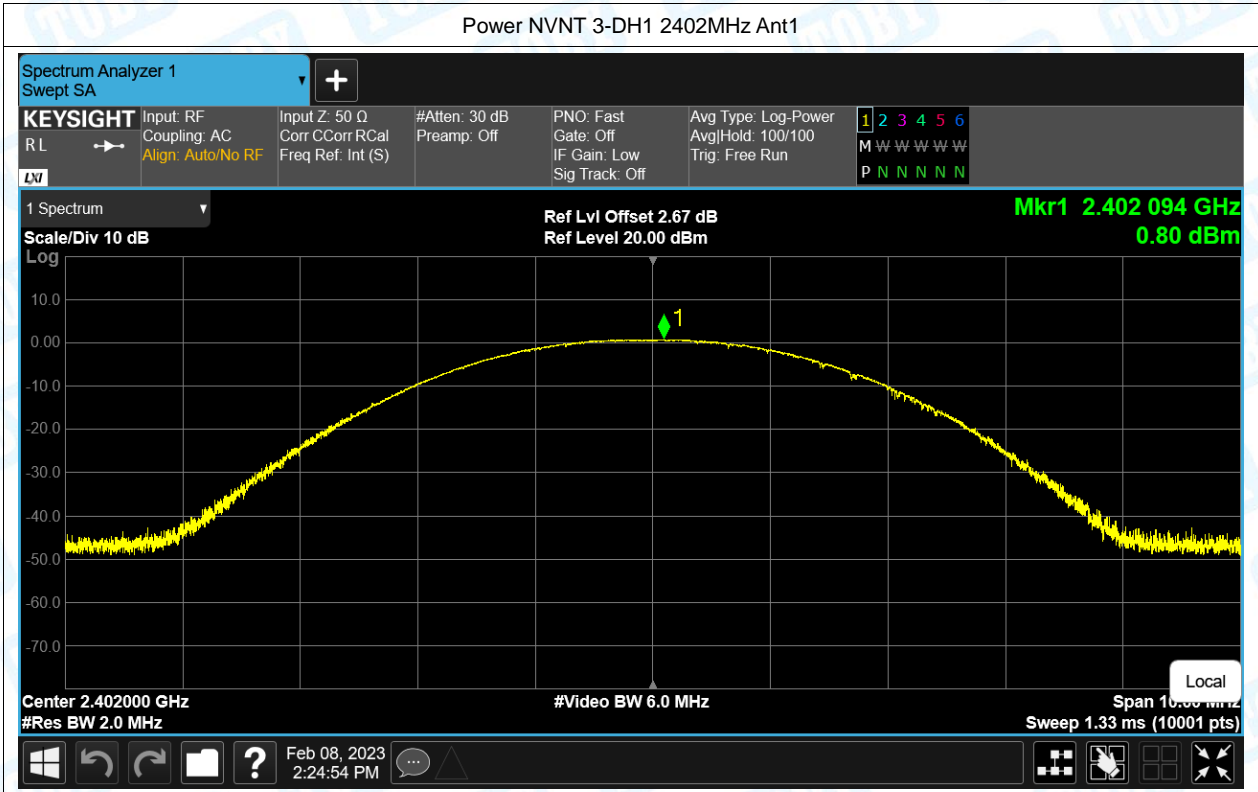 Power NVNT 3-DH1 2402MHz Ant1
Spectrum Analyzer 1
Swept SA
KEYSIGHT
R L
LXI
Input: RF
Coupling: AC
Align: Auto/No RF
Input Z: 50 Ω
Corr CCorr RCal
Freq Ref: Int (S)
#Atten: 30 dB
Preamp: Off
PNO: Fast
Gate: Off
IF Gain: Low
Sig Track: Off
Avg Type: Log-Power
Avg|Hold: 100/100
Trig: Free Run
1 2 3 4 5 6
M W W W W W
P N N N N N
1 Spectrum
Scale/Div 10 dB
Ref Lvl Offset 2.67 dB
Ref Level 20.00 dBm
Mkr1 2.402 094 GHz
0.80 dBm
Log
10.0
0.00
-10.0
-20.0
-30.0
-40.0
-50.0
-60.0
-70.0
1
Local
Center 2.402000 GHz
#Res BW 2.0 MHz
#Video BW 6.0 MHz
Span 10.00 MHz
Sweep 1.33 ms (10001 pts)
?
Feb 08, 2023
2:24:54 PM
TOBY